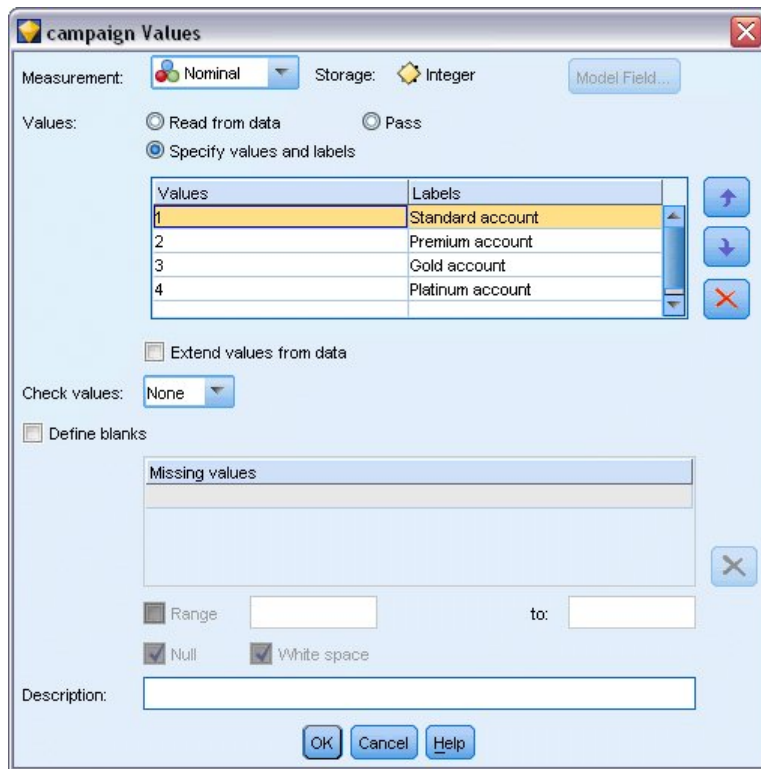 campaign Values
Measurement: Nominal Storage: Integer Model Field...
Values: Read from data Pass
Specify values and labels
Values Labels
1 Standard account
2 Premium account
3 Gold account
4 Platinum account
Extend values from data
Check values: None
Define blanks
Missing values
Range to:
Null White space
Description:
OK Cancel Help